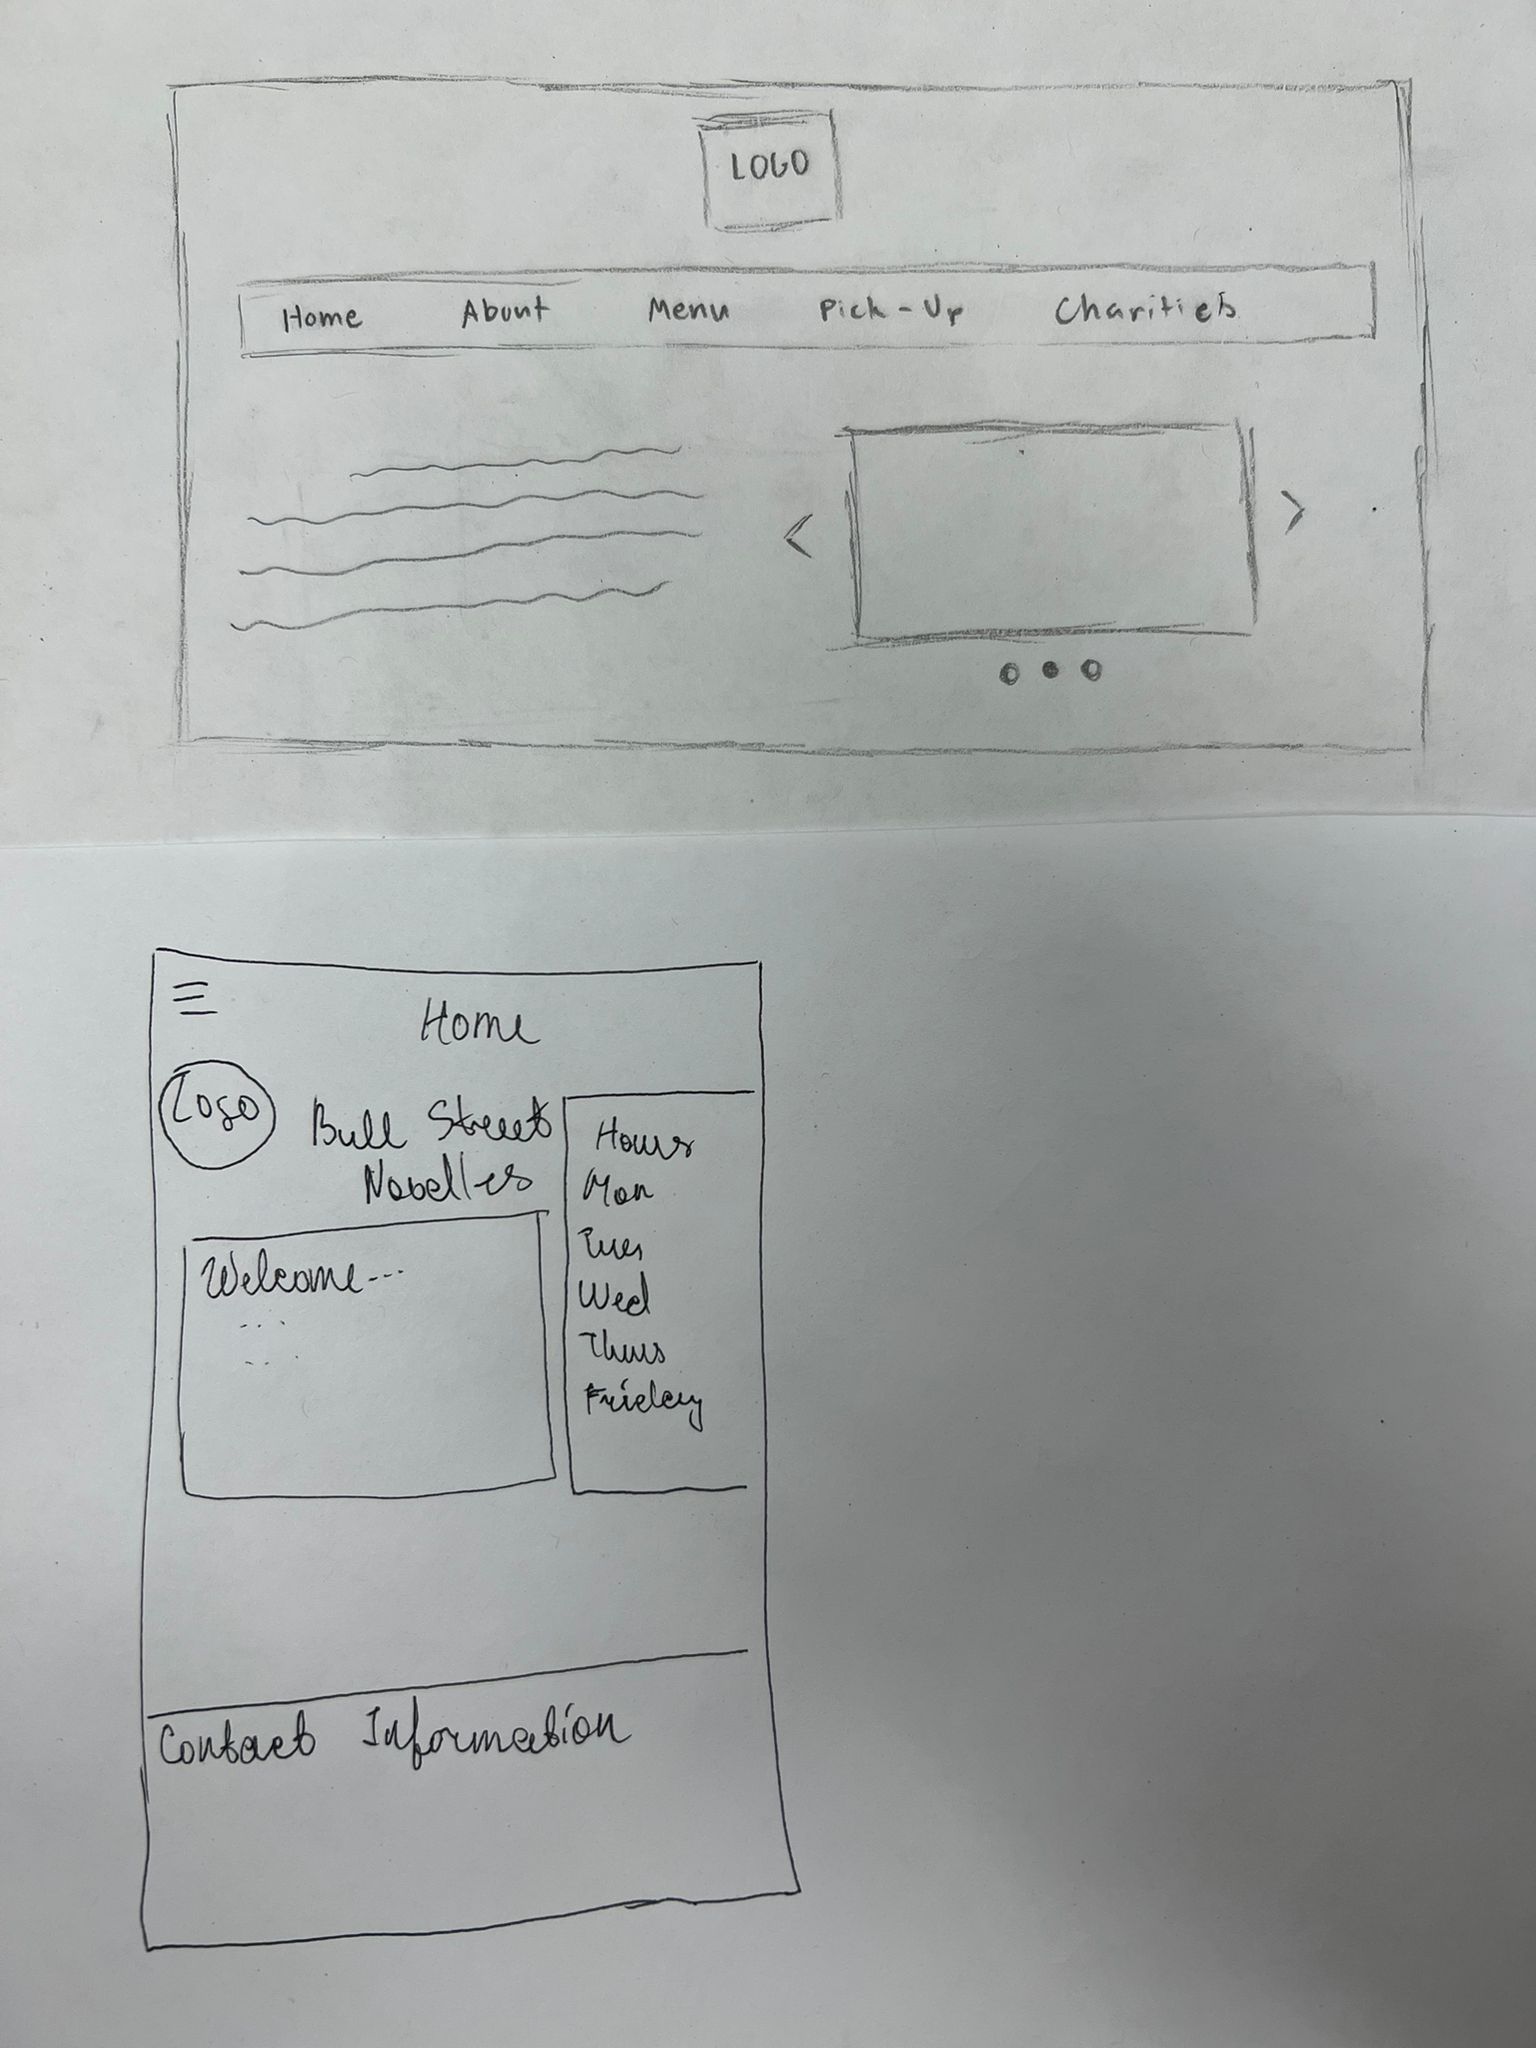 LOGO
Home About Menu Pick-Up Charities
Home
Logo
Bull Street
Noodles
Hours
Mon
Tues
Wed
Thurs
Friday
Welcome...
Contact Information